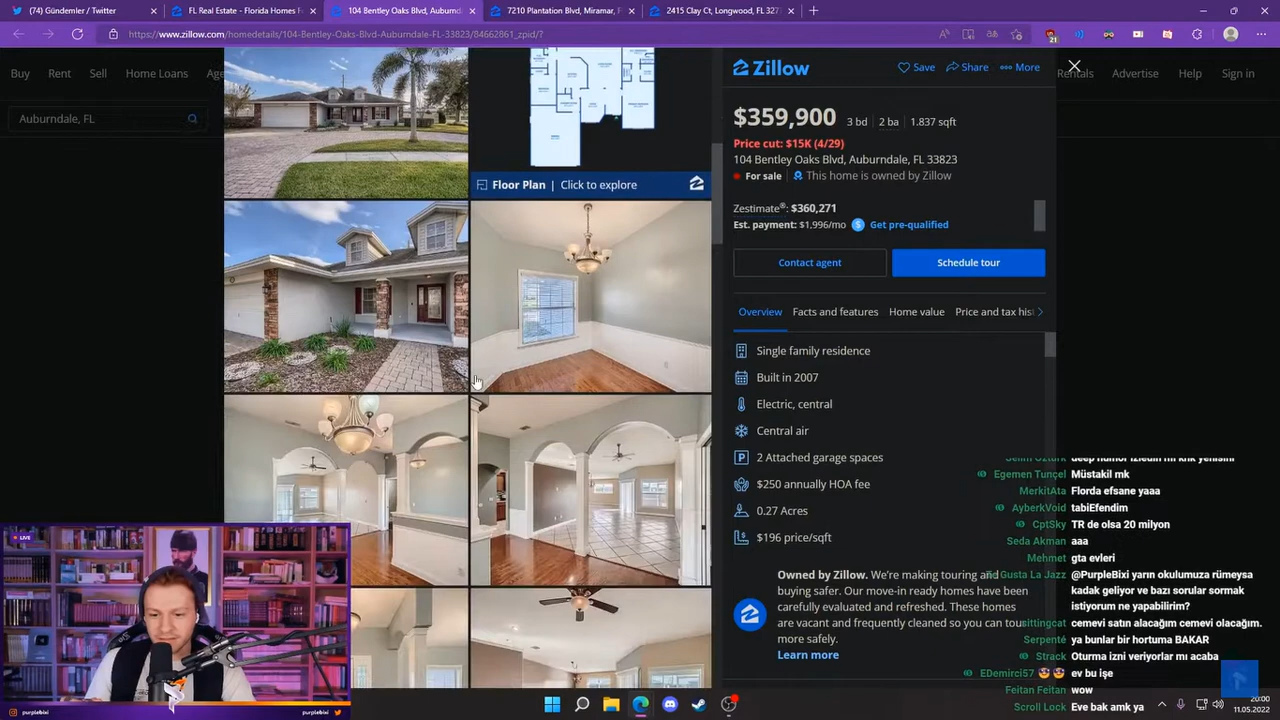 (74) Gündemler / Twitter
FL Real Estate - Florida Homes F
104 Bentley Oaks Blvd, Auburnd
7210 Plantation Blvd, Miramar, F
2415 Clay Ct, Longwood, FL 327
https://www.zillow.com/homedetails/104-Bentley-Oaks-Blvd-Auburndale-FL-33823/84662861_zpid/?
21
Buy
Rent
Sell
Home Loans
Age
Rentals
Advertise
Help
Sign in
Auburndale, FL
Floor Plan | Click to explore
Zillow
Save
Share
More
$359,900
3 bd
2 ba
1.837 sqft
Price cut: $15K (4/29)
104 Bentley Oaks Blvd, Auburndale, FL 33823
For sale
This home is owned by Zillow
Zestimate®: $360,271
Est. payment: $1,996/mo
Get pre-qualified
Contact agent
Schedule tour
Overview
Facts and features
Home value
Price and tax hist
Single family residence
Built in 2007
Electric, central
Central air
2 Attached garage spaces
$250 annually HOA fee
0.27 Acres
$196 price/sqft
Owned by Zillow. We're making touring and
buying safer. Our move-in ready homes have been
carefully evaluated and refreshed. These homes
are vacant and frequently cleaned so you can tour
more safely.
Learn more
Egemen Tunçel Müstakil mk
MerkitAta Florda efsane yaaa
AyberkVoid tabiEfendim
CptSky TR de olsa 20 milyon
Seda Akman aaa
Mehmet gta evleri
Gusta La Jazz @PurpleBixi yarın okulumuza rümeysa
kadak geliyor ve bazı sorular sormak
istiyorum ne yapabilirim?
sittingcat cemevi satın alacağım cemevi olacağım.
Serpenté ya bunlar bir hortuma BAKAR
Strack Oturma izni veriyorlar mı acaba
EDemirci57 ev bu işe
Feitan Feitan wow
Scroll Lock Eve bak amk ya
LIVE
purplebixi
purplebixi
20:00
11.05.2022